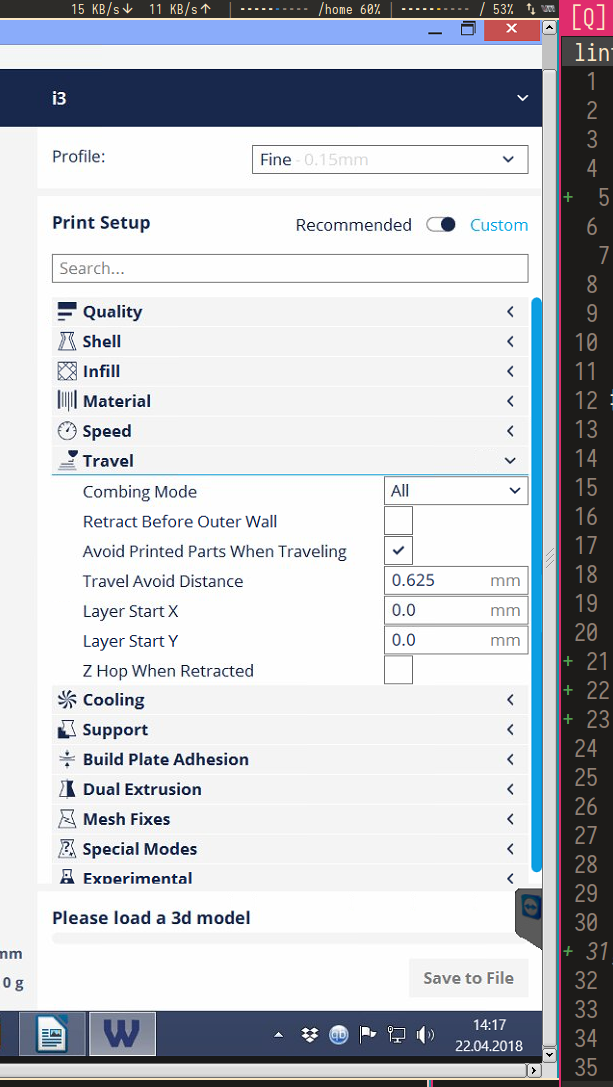 15 KB/s↓ 11 KB/s↑ | ---------- /home 60% | ---------- / 53%
[Q]
i3
Profile:
Fine - 0.15mm
Print Setup
Recommended
Custom
Search...
Quality
Shell
Infill
Material
Speed
Travel
Combing Mode All
Retract Before Outer Wall
Avoid Printed Parts When Traveling
Travel Avoid Distance 0.625 mm
Layer Start X 0.0 mm
Layer Start Y 0.0 mm
Z Hop When Retracted
Cooling
Support
Build Plate Adhesion
Dual Extrusion
Mesh Fixes
Special Modes
Experimental
Please load a 3d model
mm
0 g
Save to File
14:17
22.04.2018
lin
1
2
3
4
+ 5
6
7
8
9
10
11
12
13
14
15
16
17
18
19
20
+ 21
+ 22
+ 23
24
25
26
27
28
29
30
+ 31
32
33
34
35